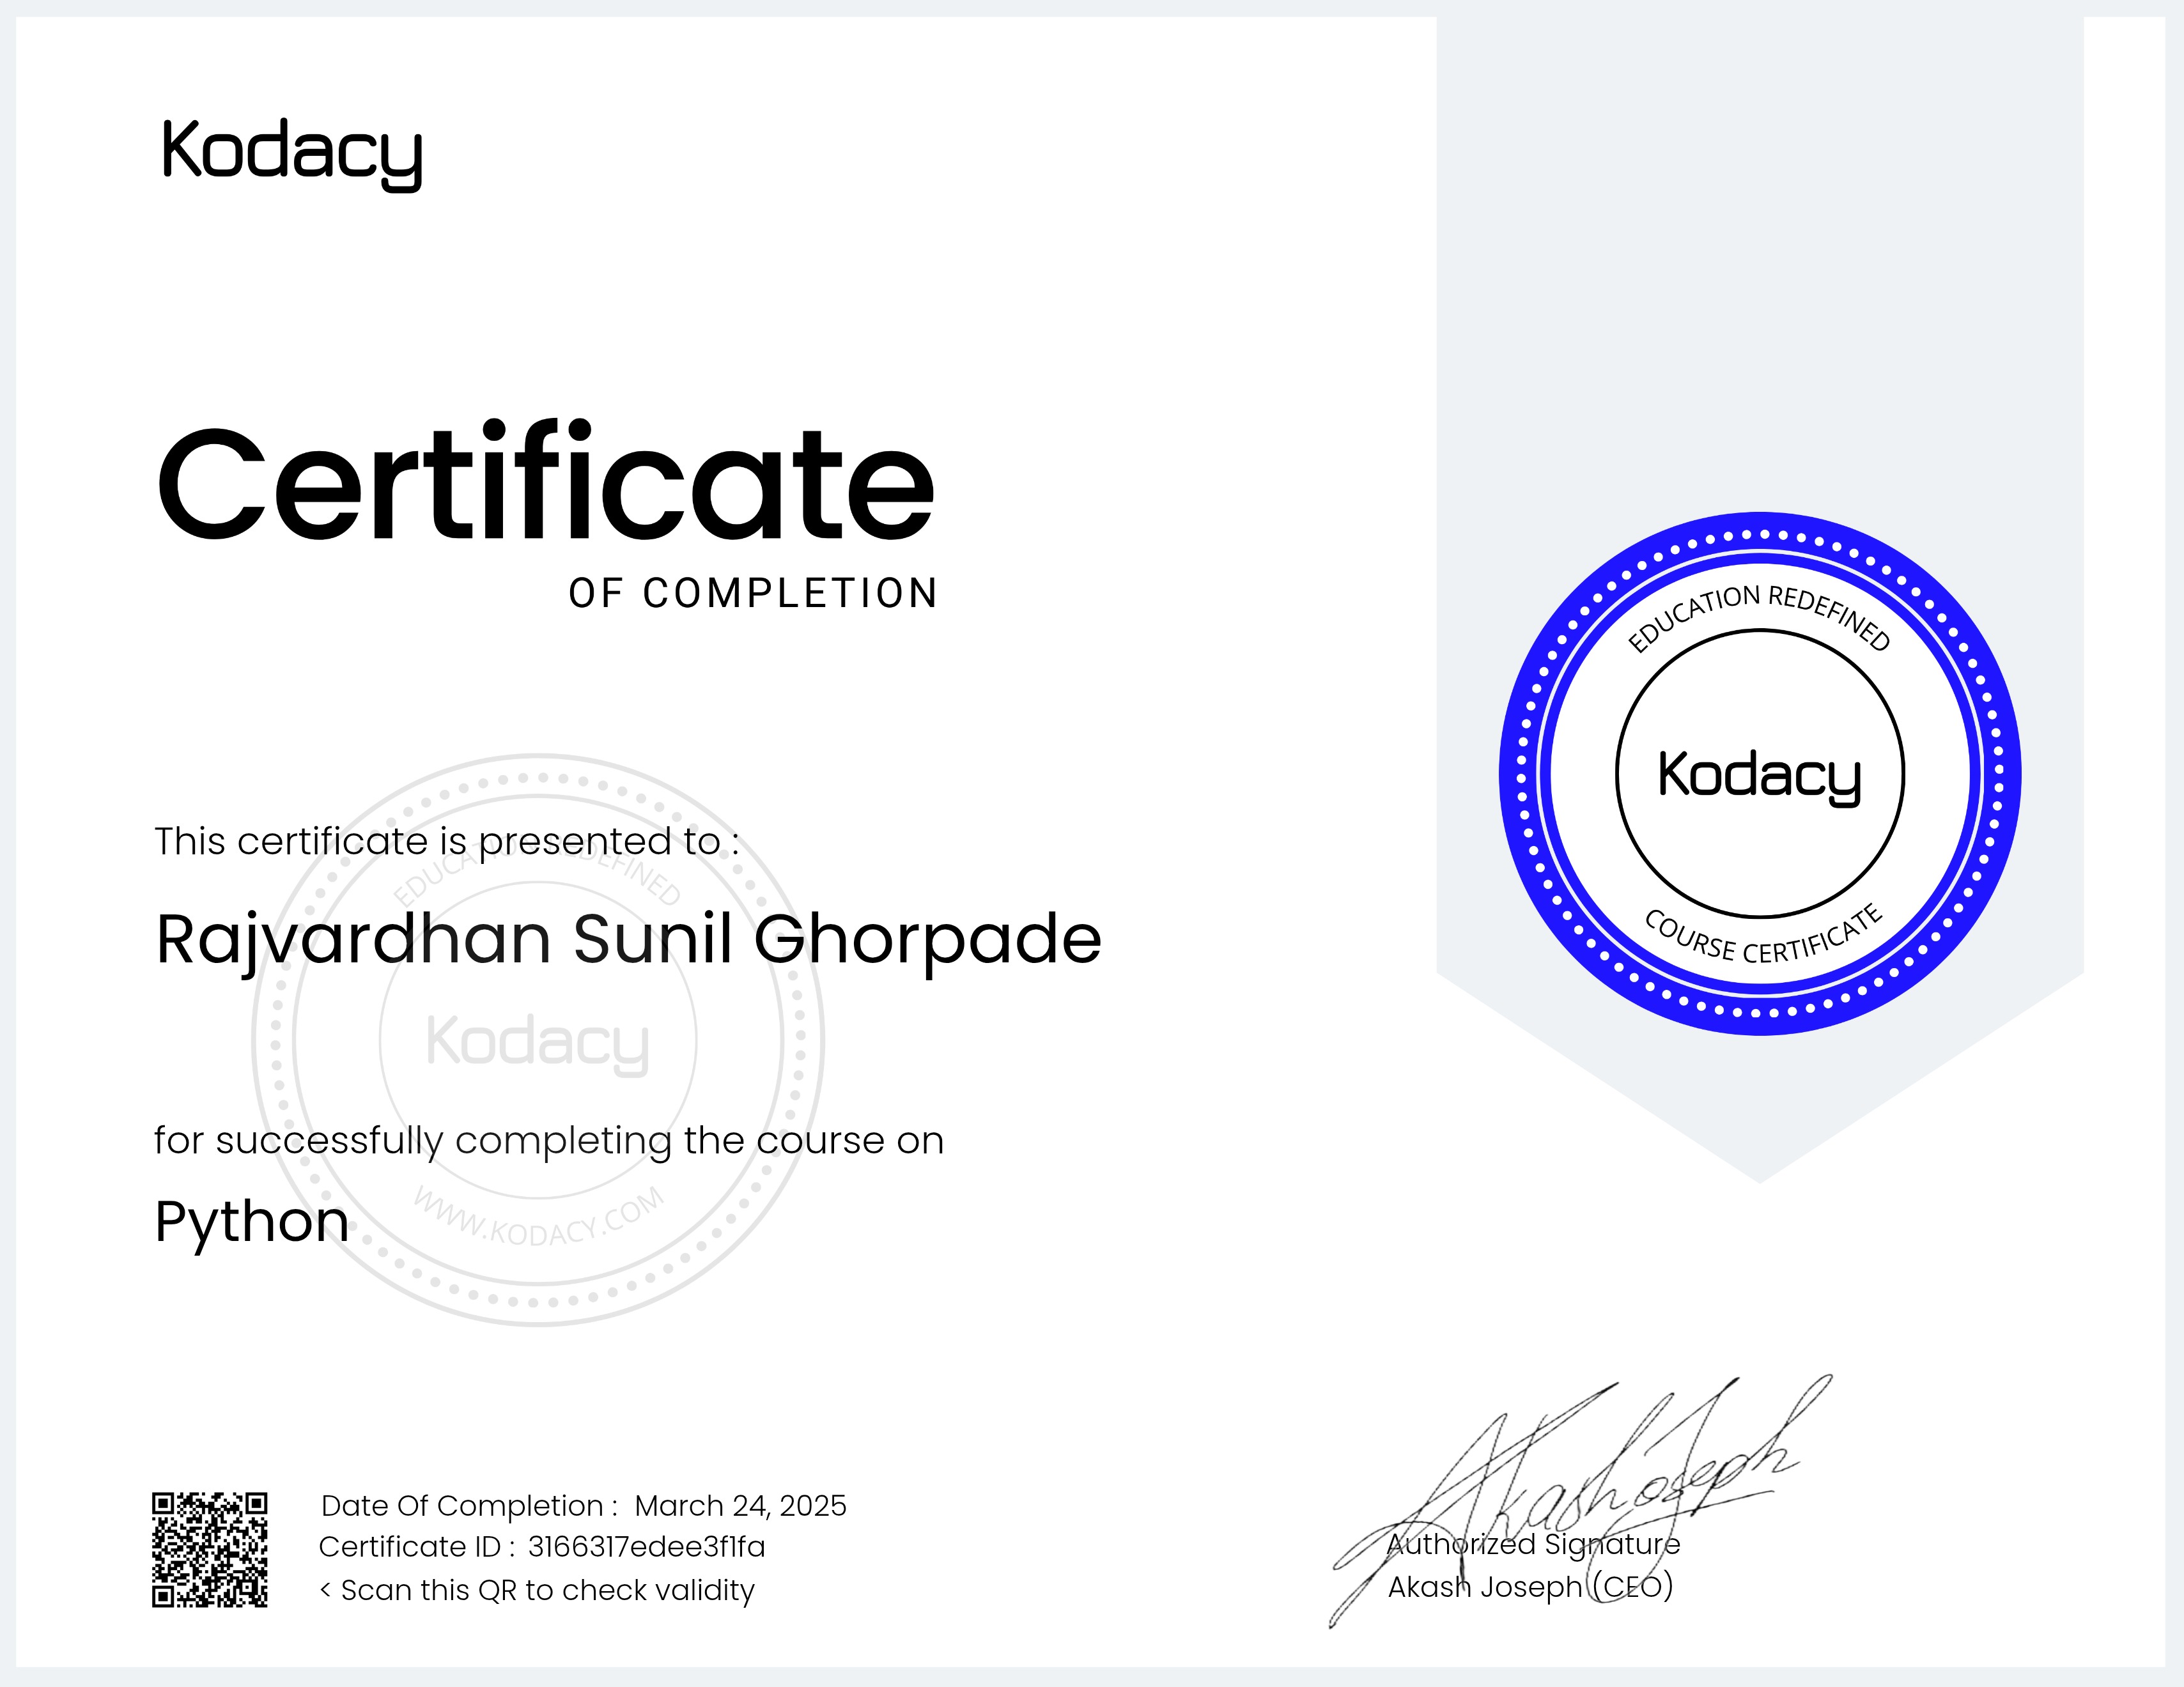 Kodacy
Certificate
OF COMPLETION
EDUCATION REDEFINED
Kodacy
COURSE CERTIFICATE
This certificate is presented to :
EDUCATION REDEFINED
Rajvardhan Sunil Ghorpade
Kodacy
for successfully completing the course on
WWW.KODACY.COM
Python
Date Of Completion : March 24, 2025
Certificate ID : 3166317edee3f1fa
< Scan this QR to check validity
Akash Joseph
Authorized Signature
Akash Joseph (CEO)